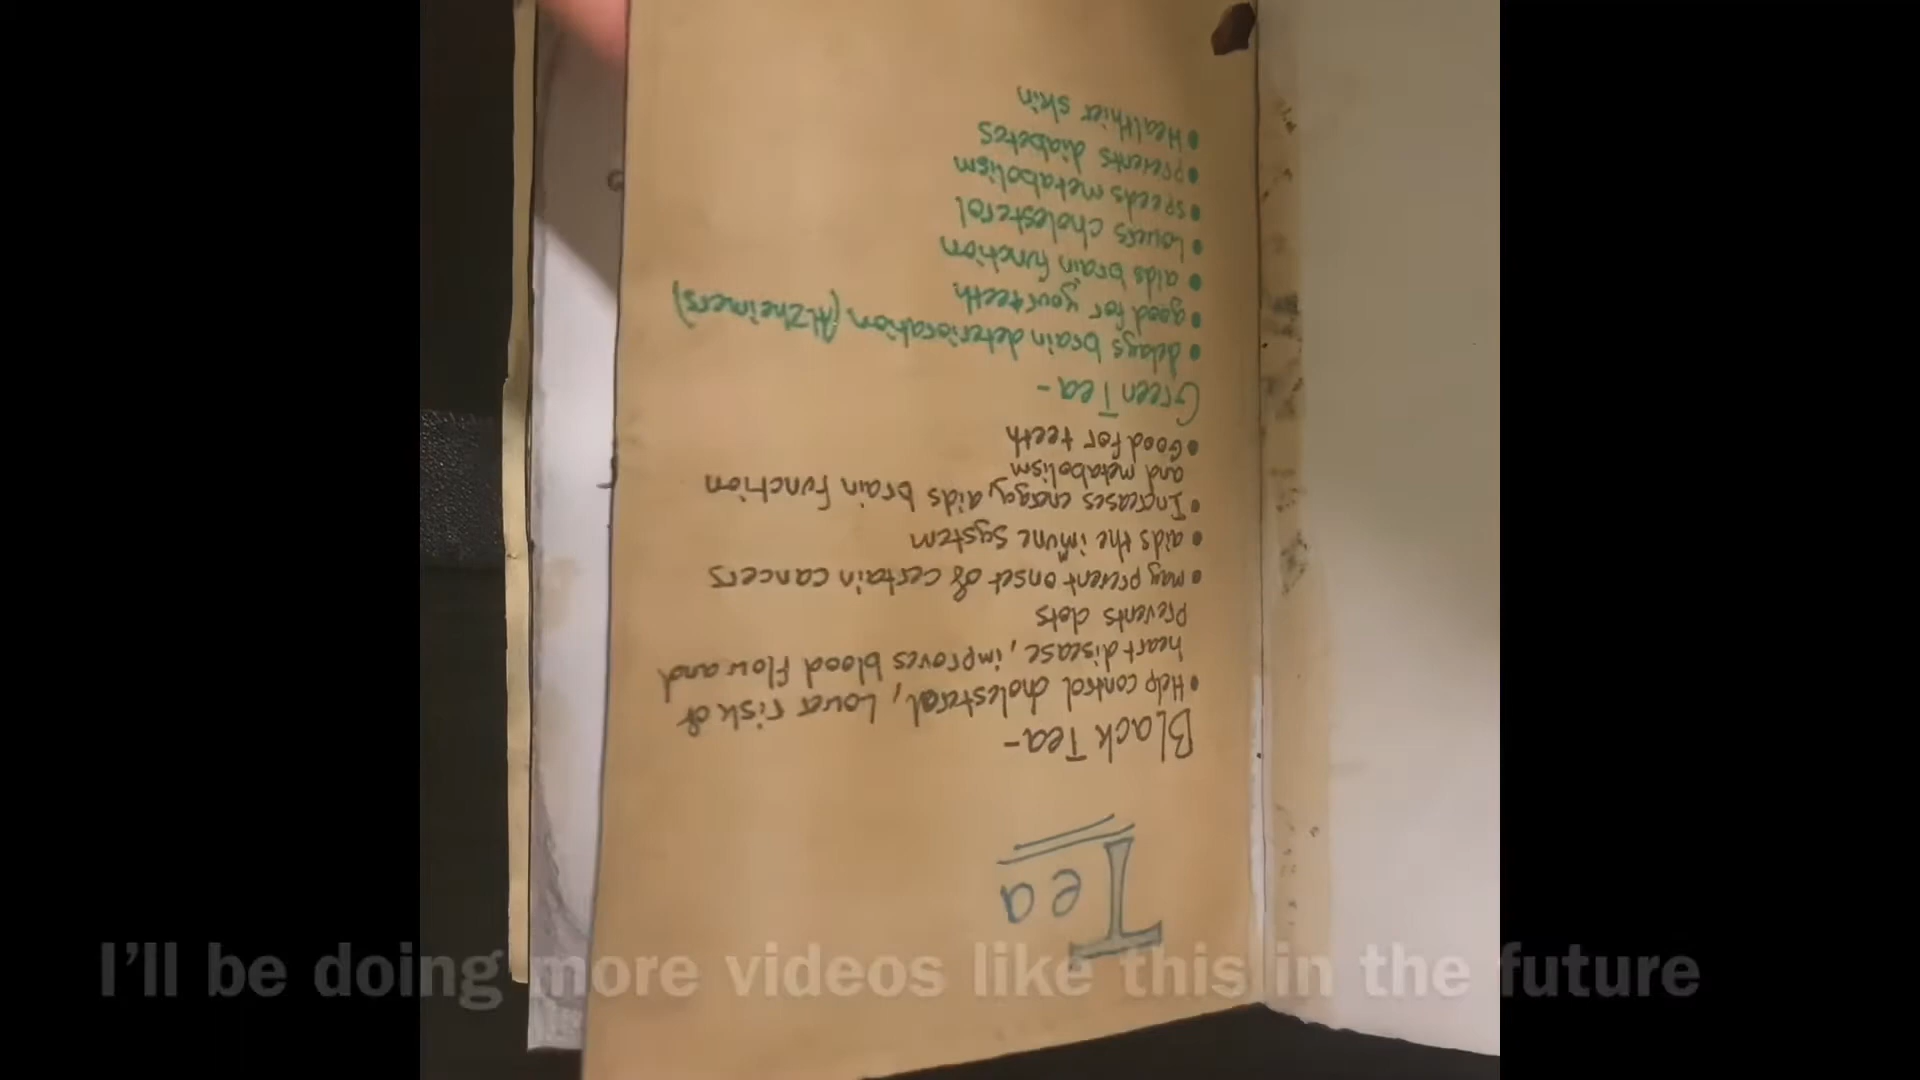 Tea
Black Tea-
• Help control cholesterol, Lower risk of
heart disease, improves blood flow and
prevents clots
• may prevent onset of certain cancers
• aids the imune system
• Increases energy, aids brain function
and metabolism
• Good for teeth
Green Tea-
• delays brain deterioration (Alzheimers)
• good for your teeth
• aids brain function
• Lowers cholesterol
• speeds metabolism
• prevents diabetes
• Healthier skin
I'll be doing more videos like this in the future